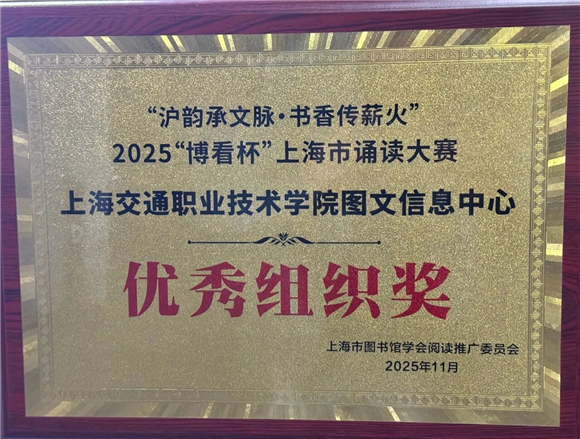 “沪韵承文脉·书香传薪火”
2025“博看杯”上海市诵读大赛
上海交通职业技术学院图文信息中心
优秀组织奖
上海市图书馆学会阅读推广委员会
2025年11月